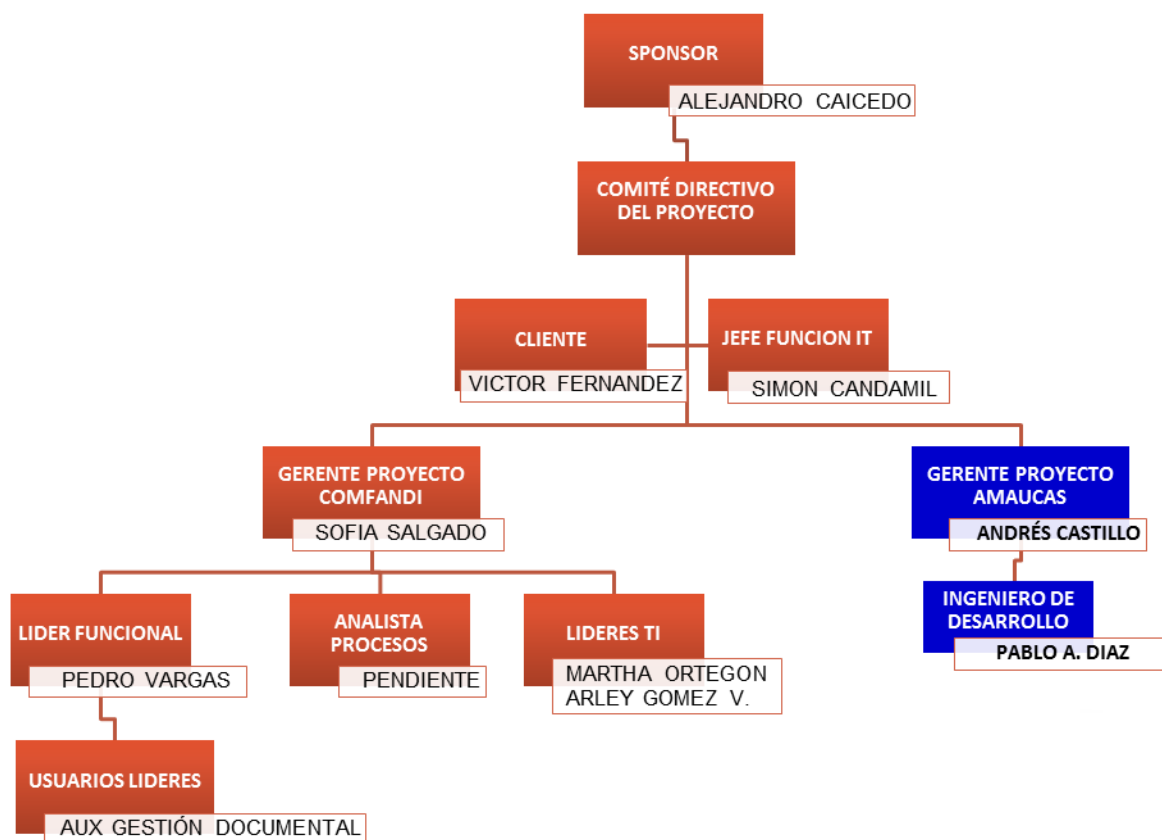 SPONSOR
ALEJANDRO CAICEDO
COMITÉ DIRECTIVO
DEL PROYECTO
CLIENTE
VICTOR FERNANDEZ
JEFE FUNCION IT
SIMON CANDAMIL
GERENTE PROYECTO
COMFANDI
SOFIA SALGADO
GERENTE PROYECTO
AMAUCAS
ANDRÉS CASTILLO
LIDER FUNCIONAL
PEDRO VARGAS
ANALISTA
PROCESOS
PENDIENTE
LIDERES TI
MARTHA ORTEGON
ARLEY GOMEZ V.
INGENIERO DE
DESARROLLO
PABLO A. DIAZ
USUARIOS LIDERES
AUX GESTIÓN DOCUMENTAL